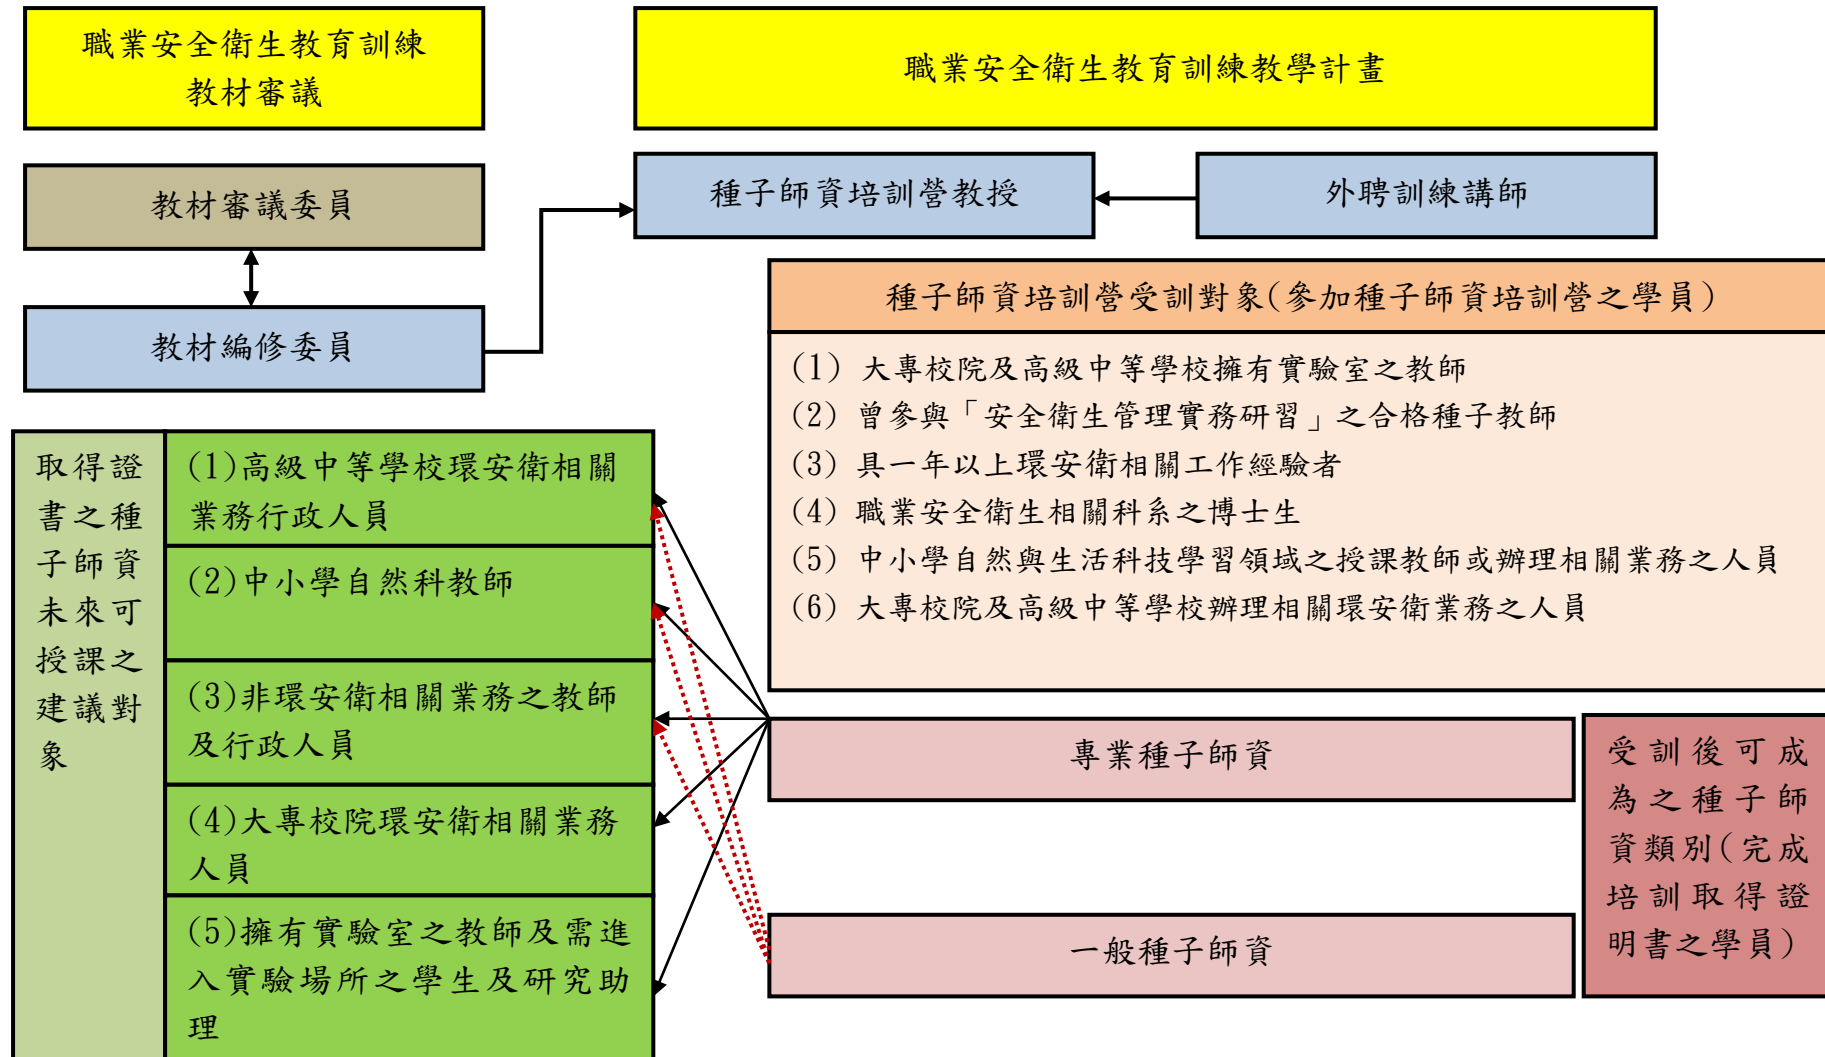 職業安全衛生教育訓練
教材審議
職業安全衛生教育訓練教學計畫
教材審議委員
種子師資培訓營教授
外聘訓練講師
教材編修委員
種子師資培訓營受訓對象(參加種子師資培訓營之學員)
(1) 大專校院及高級中等學校擁有實驗室之教師
(2) 曾參與「安全衛生管理實務研習」之合格種子教師
(3) 具一年以上環安衛相關工作經驗者
(4) 職業安全衛生相關科系之博士生
(5) 中小學自然與生活科技學習領域之授課教師或辦理相關業務之人員
(6) 大專校院及高級中等學校辦理相關環安衛業務之人員
取得證
書之種
子師資
未來可
授課之
建議對
象
(1)高級中等學校環安衛相關
業務行政人員
(2)中小學自然科教師
(3)非環安衛相關業務之教師
及行政人員
(4)大專校院環安衛相關業務
人員
(5)擁有實驗室之教師及需進
入實驗場所之學生及研究助
理
專業種子師資
一般種子師資
受訓後可成
為之種子師
資類別(完成
培訓取得證
明書之學員)